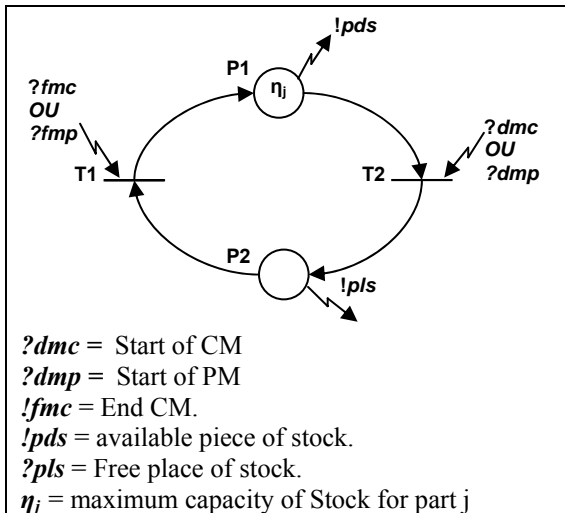 !pds
P1
ηj
?fmc
OU
?fmp
?dmc
OU
?dmp
T1
T2
P2
!pls
?dmc = Start of CM
?dmp = Start of PM
!fmc = End CM.
!pds = available piece of stock.
?pls = Free place of stock.
ηj = maximum capacity of Stock for part j